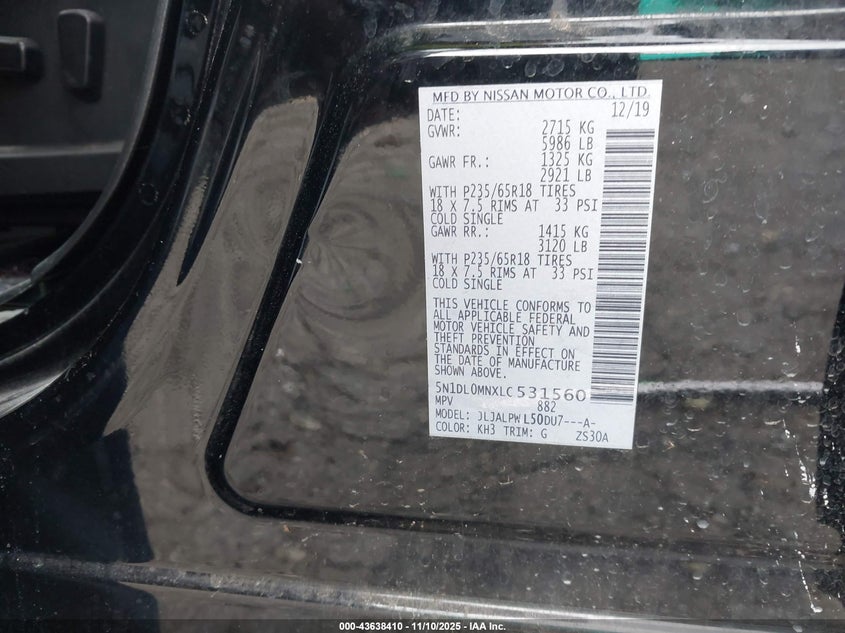 MFD BY NISSAN MOTOR CO., LTD.
DATE: 12/19
GVWR: 2715 KG
5986 LB
GAWR FR.: 1325 KG
2921 LB
WITH P235/65R18 TIRES
18 X 7.5 RIMS AT 33 PSI
COLD SINGLE
GAWR RR.: 1415 KG
3120 LB
WITH P235/65R18 TIRES
18 X 7.5 RIMS AT 33 PSI
COLD SINGLE
THIS VEHICLE CONFORMS TO
ALL APPLICABLE FEDERAL
MOTOR VEHICLE SAFETY AND
THEFT PREVENTION
STANDARDS IN EFFECT ON
THE DATE OF MANUFACTURE
SHOWN ABOVE.
5N1DL0MNXLC531560
MPV 882
MODEL: JLJALPWL50DU7---A-
COLOR: KH3 TRIM: G ZS30A
000-43638410 - 11/10/2025 - IAA Inc.